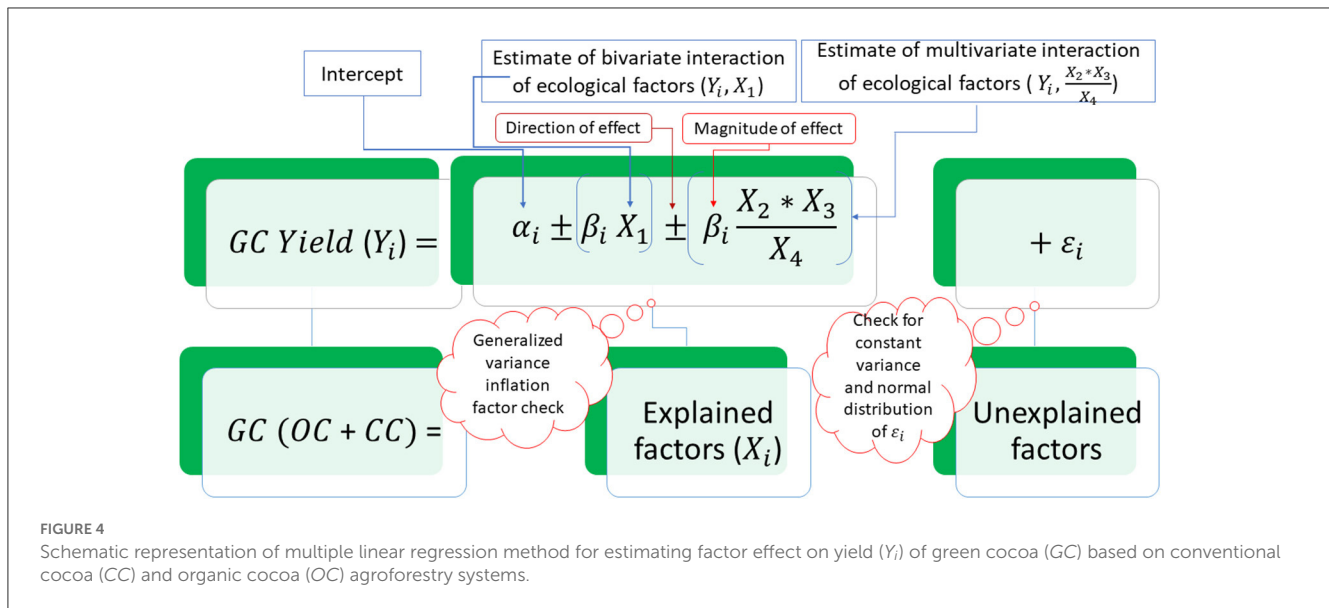 Intercept
Estimate of bivariate interaction
of ecological factors (Yᵢ, X₁)
Estimate of multivariate interaction
of ecological factors ( Yᵢ, X₂*X₃/X₄)
Direction of effect
Magnitude of effect
GC Yield (Yᵢ) =
αᵢ ± βᵢ X₁ ± βᵢ X₂ * X₃ / X₄
+ εᵢ
Generalized
variance
inflation
factor check
Check for
constant
variance
and normal
distribution
of εᵢ
GC (OC + CC) =
Explained
factors (Xᵢ)
Unexplained
factors
FIGURE 4
Schematic representation of multiple linear regression method for estimating factor effect on yield (Yᵢ) of green cocoa (GC) based on conventional
cocoa (CC) and organic cocoa (OC) agroforestry systems.